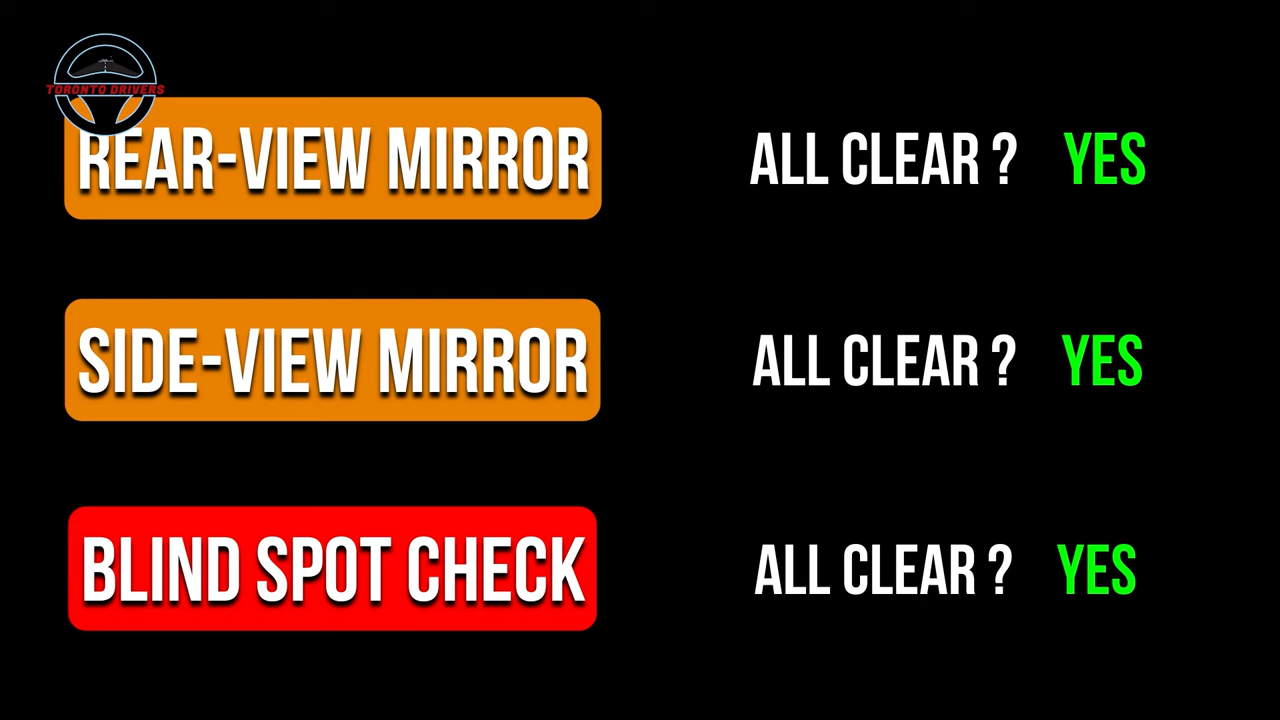 TORONTO DRIVERS
REAR-VIEW MIRROR ALL CLEAR ? YES
SIDE-VIEW MIRROR ALL CLEAR ? YES
BLIND SPOT CHECK ALL CLEAR ? YES